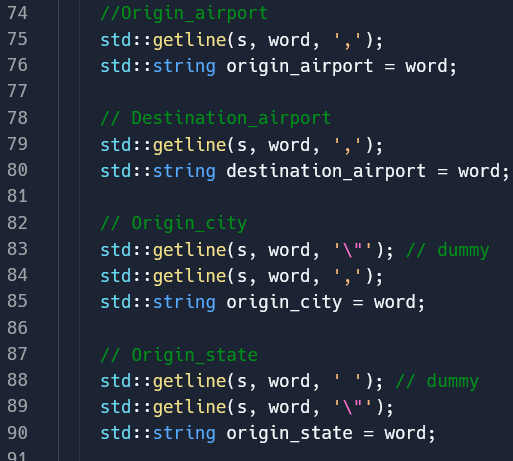 74 //Origin_airport
75 std::getline(s, word, ',');
76 std::string origin_airport = word;
77
78 // Destination_airport
79 std::getline(s, word, ',');
80 std::string destination_airport = word;
81
82 // Origin_city
83 std::getline(s, word, '\"'); // dummy
84 std::getline(s, word, ',');
85 std::string origin_city = word;
86
87 // Origin_state
88 std::getline(s, word, ' '); // dummy
89 std::getline(s, word, '\"');
90 std::string origin_state = word;
91